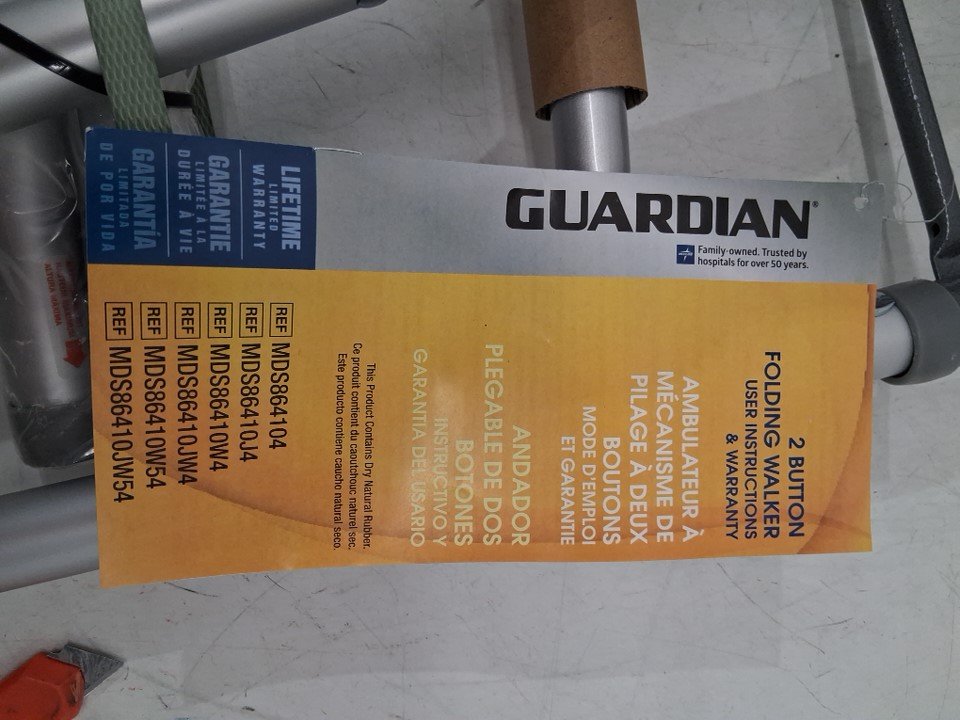 GUARDIAN®
Family-owned. Trusted by
hospitals for over 50 years.
LIFETIME
LIMITED
WARRANTY
GARANTIE
LIMITÉE À LA
DURÉE À VIE
GARANTÍA
LIMITADA
DE POR VIDA
2 BUTTON
FOLDING WALKER
USER INSTRUCTIONS
& WARRANTY
AMBULATEUR À
MÉCANISME DE
PILAGE À DEUX
BOUTONS
MODE D'EMPLOI
ET GARANTIE
ANDADOR
PLEGABLE DE DOS
BOTONES
INSTRUCTIVO Y
GARANTIA DEL USARIO
This Product Contains Dry Natural Rubber.
Ce produit contient du caoutchouc naturel sec.
Este producto contiene caucho natural seco.
REF MDS864104
REF MDS86410J4
REF MDS86410W4
REF MDS86410JW4
REF MDS86410W54
REF MDS86410JW54
ALTURA MÁXIMA